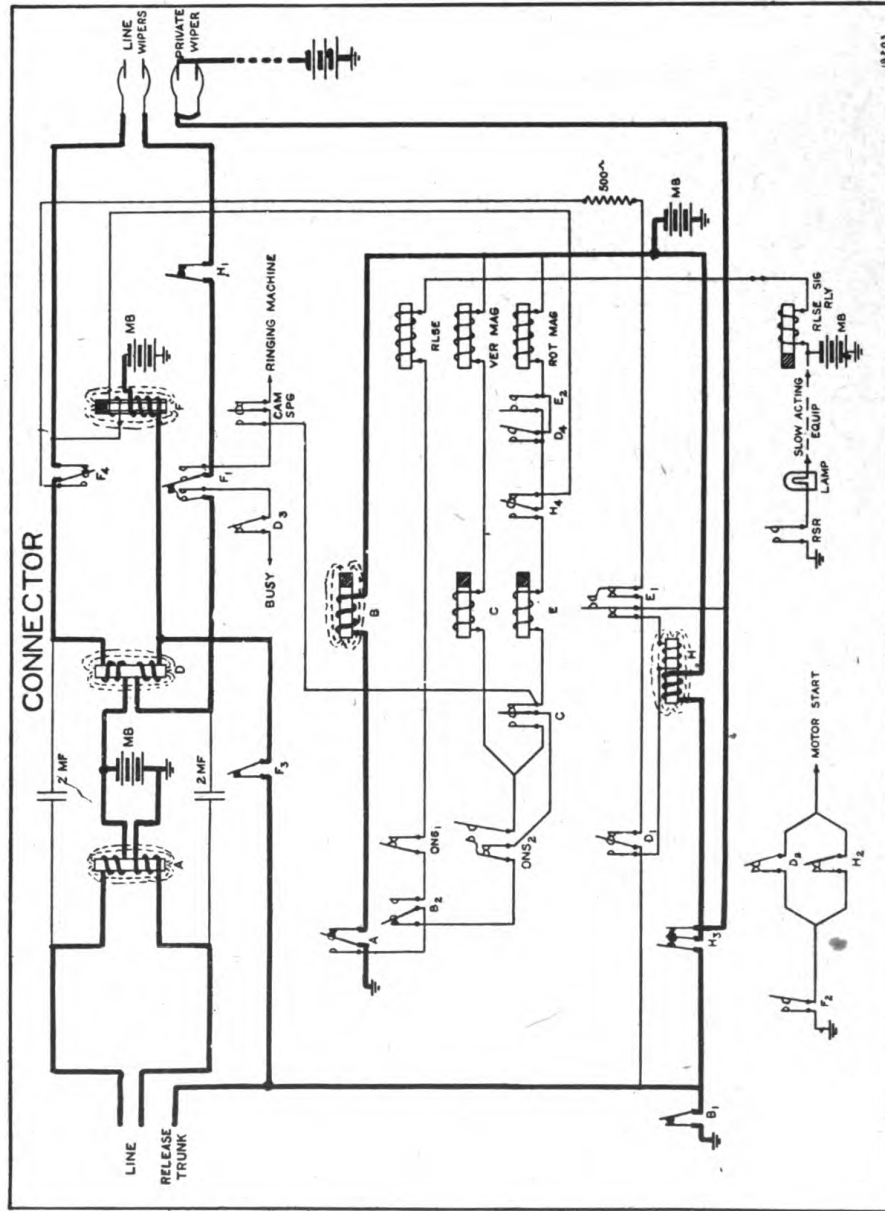 CONNECTOR
LINE
RELEASE
TRUNK
A
2 MF
2 MF
MB
D
F3
BUSY
D3
F4
F1
CAM
SPG
RINGING MACHINE
F
MB
H1
LINE
WIPERS
PRIVATE
WIPER
A
B2
ONS1
ONS2
B
C
C
E
RLSE
VER MAG
ROT MAG
H4
D4
E2
500~
MB
B1
H3
D1
H
E1
F2
D2
H2
MOTOR START
RSR
LAMP
SLOW ACTING
EQUIP
RLSE SIG
RLY
MB